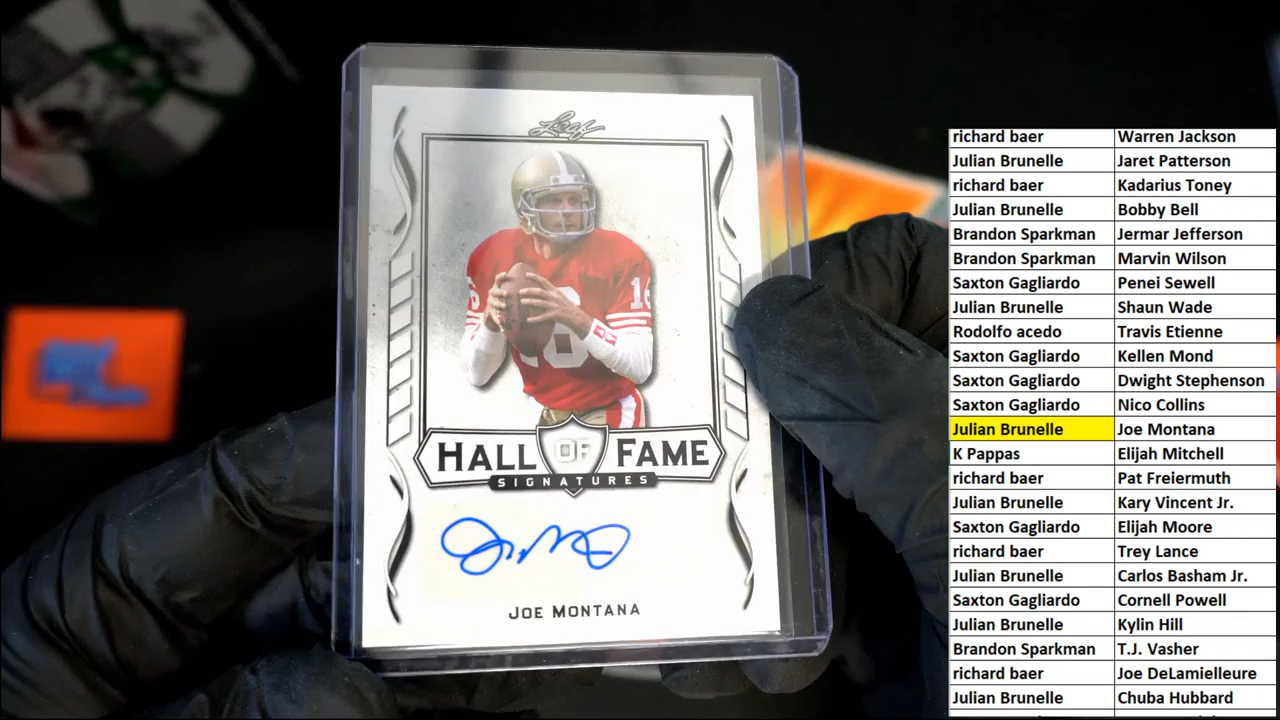 Leaf
16
16
HALL OF FAME
SIGNATURES
JOE MONTANA
richard baer Warren Jackson
Julian Brunelle Jaret Patterson
richard baer Kadarius Toney
Julian Brunelle Bobby Bell
Brandon Sparkman Jermar Jefferson
Brandon Sparkman Marvin Wilson
Saxton Gagliardo Penei Sewell
Julian Brunelle Shaun Wade
Rodolfo acedo Travis Etienne
Saxton Gagliardo Kellen Mond
Saxton Gagliardo Dwight Stephenson
Saxton Gagliardo Nico Collins
Julian Brunelle Joe Montana
K Pappas Elijah Mitchell
richard baer Pat Freiermuth
Julian Brunelle Kary Vincent Jr.
Saxton Gagliardo Elijah Moore
richard baer Trey Lance
Julian Brunelle Carlos Basham Jr.
Saxton Gagliardo Cornell Powell
Julian Brunelle Kylin Hill
Brandon Sparkman T.J. Vasher
richard baer Joe DeLamielleure
Julian Brunelle Chuba Hubbard